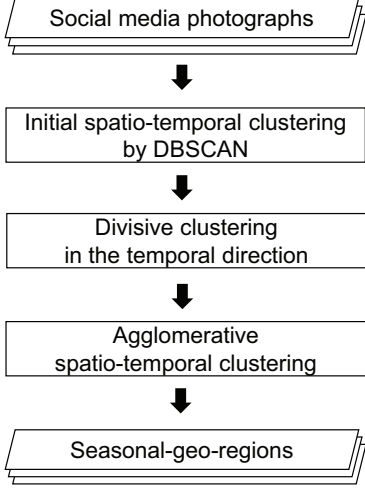 Social media photographs
Initial spatio-temporal clustering
by DBSCAN
Divisive clustering
in the temporal direction
Agglomerative
spatio-temporal clustering
Seasonal-geo-regions